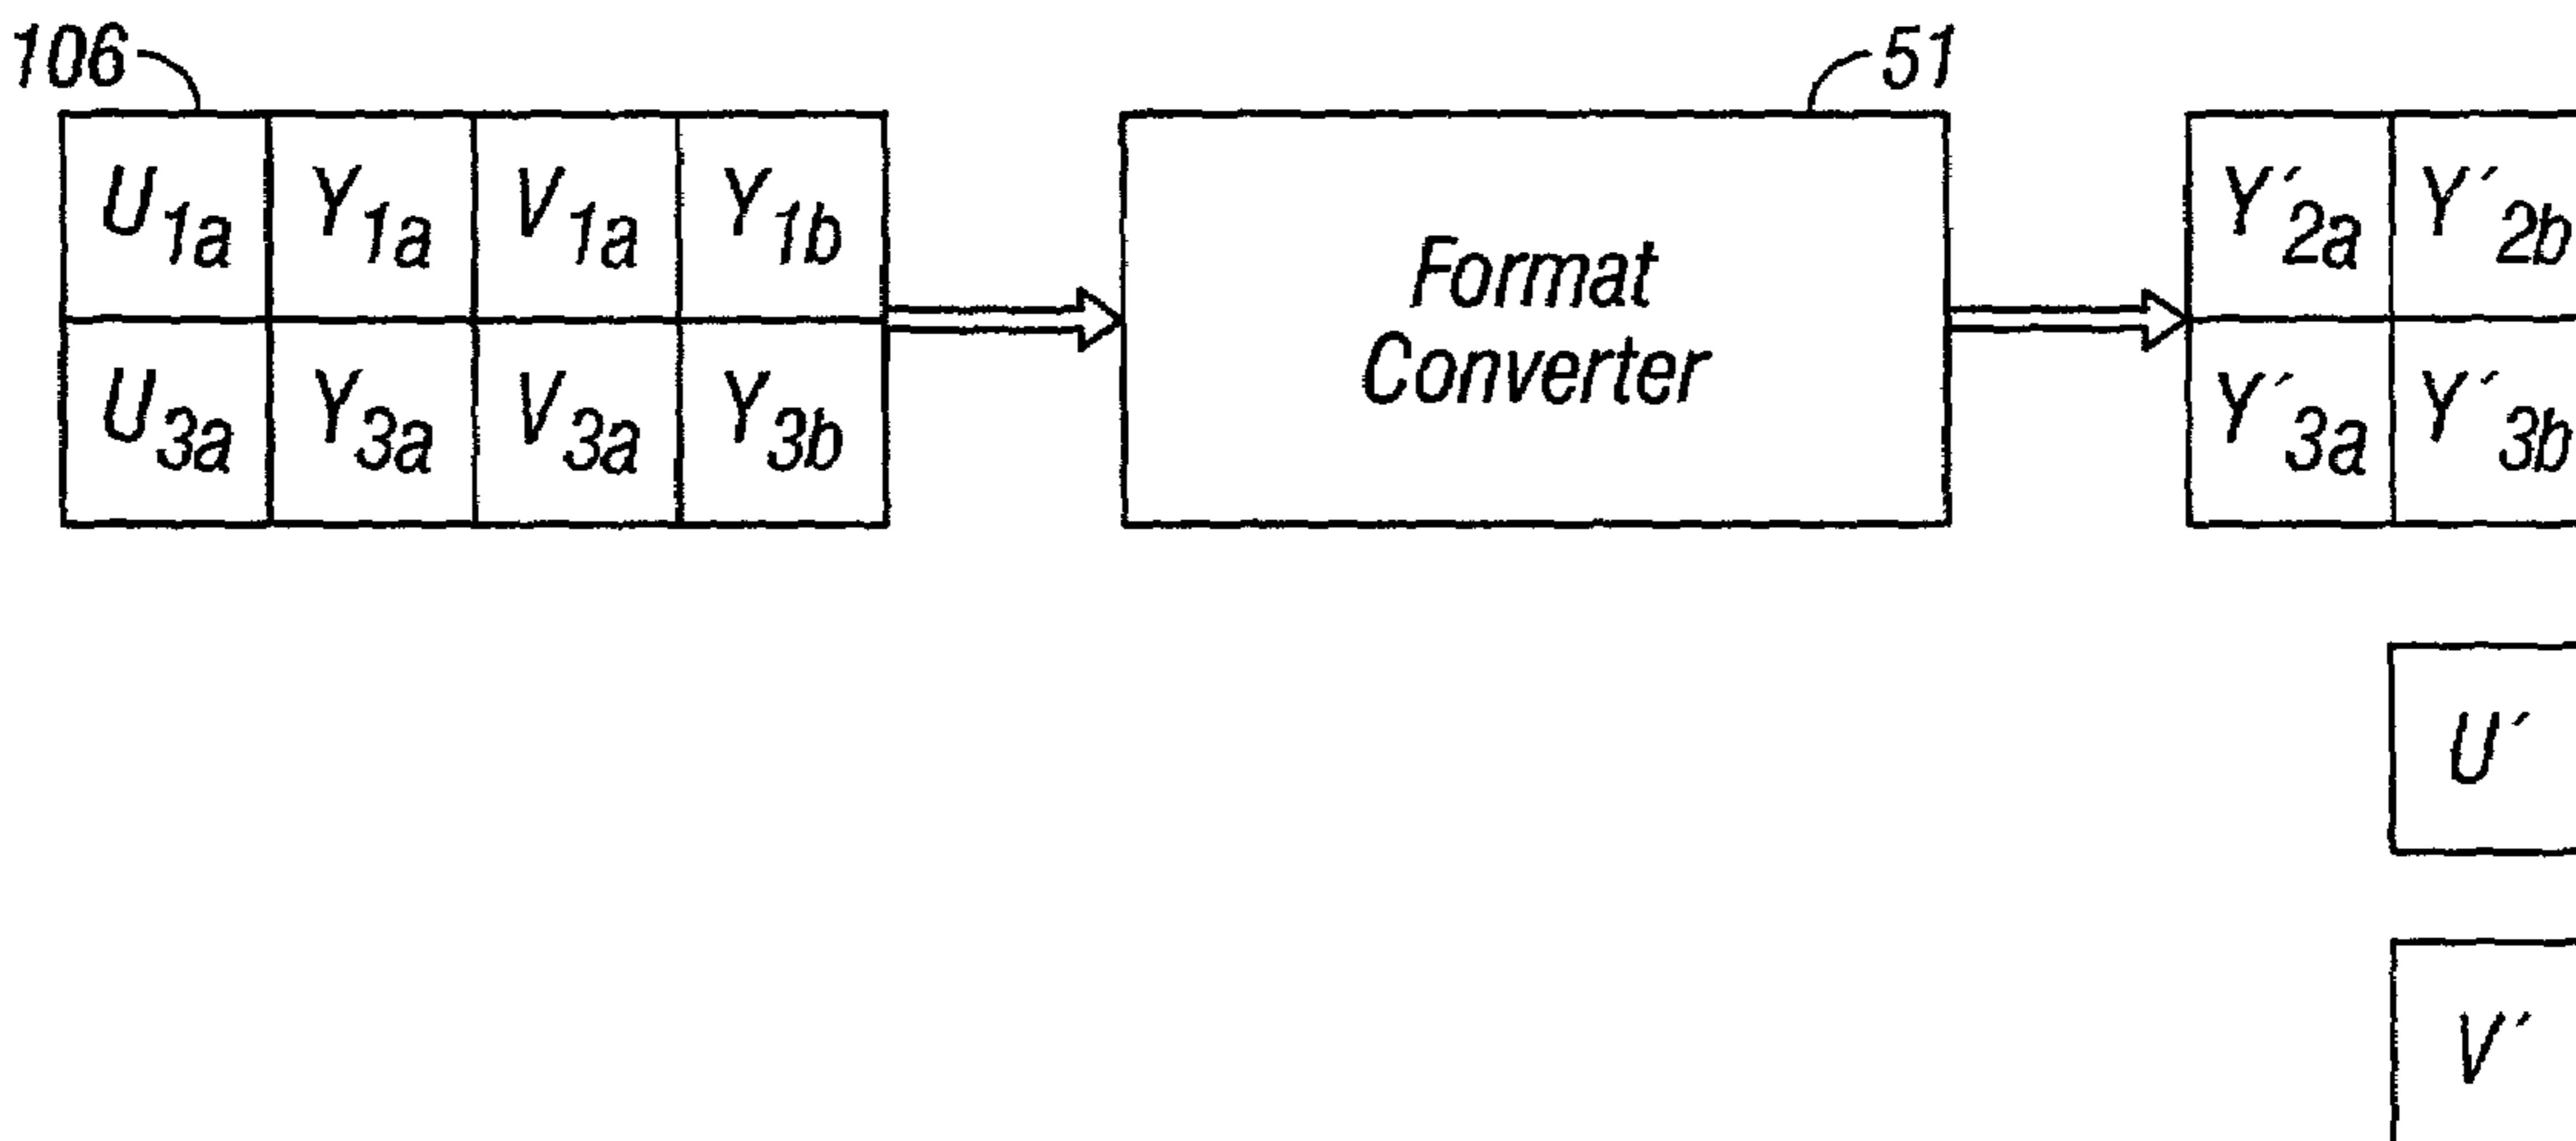 106
51
U1a Y1a V1a Y1b
U3a Y3a V3a Y3b
Format
Converter
Y′2a Y′2b
Y′3a Y′3b
U′
V′